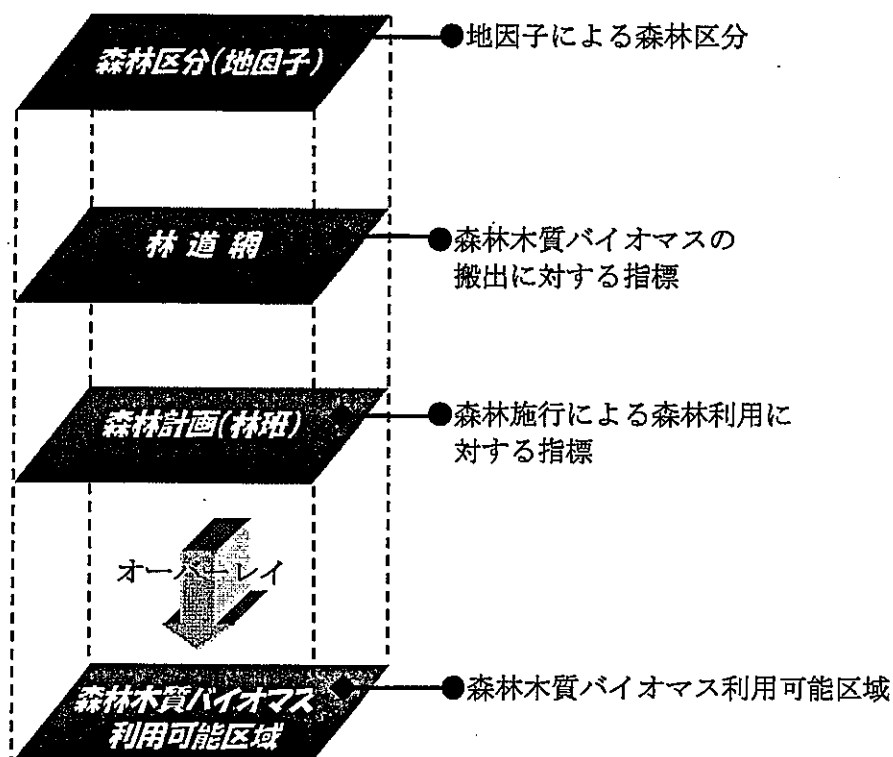 森林区分(地因子)
●地因子による森林区分
林道網
●森林木質バイオマスの
搬出に対する指標
森林計画(林班)
●森林施行による森林利用に
対する指標
オーバーレイ
森林木質バイオマス
利用可能区域
●森林木質バイオマス利用可能区域